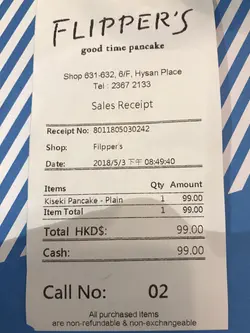 FLIPPER'S
good time pancake
Shop 631-632, 6/F, Hysan Place
Tel : 2367 2133
Sales Receipt
Receipt No: 8011805030242
Shop: Flipper's
Date: 2018/5/3 下午 08:49:40
Items Qty Amount
Kiseki Pancake - Plain 1 99.00
Item Total 1 99.00
Total HKD$: 99.00
Cash: 99.00
Call No: 02
All purchased items
are non-refundable & non-exchangeable